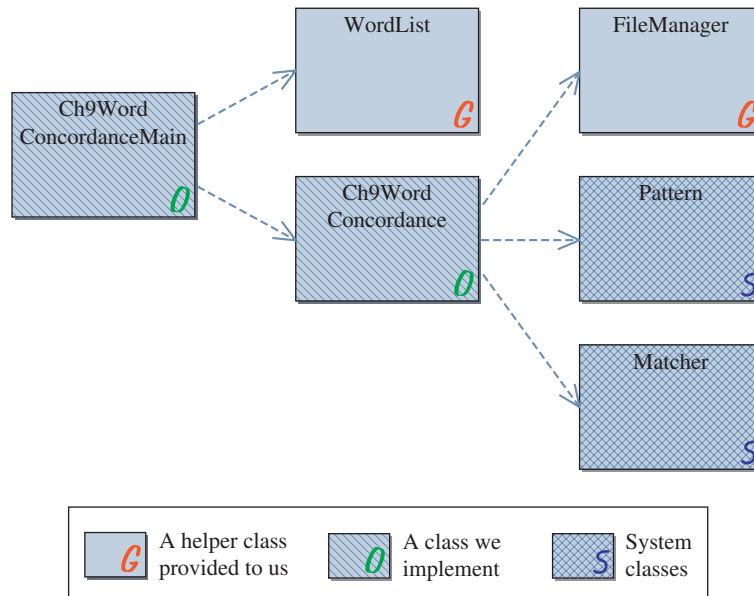 WordList
G
FileManager
G
Ch9Word
ConcordanceMain
O
Ch9Word
Concordance
O
Pattern
S
Matcher
S
G
A helper class
provided to us
O
A class we
implement
S
System
classes